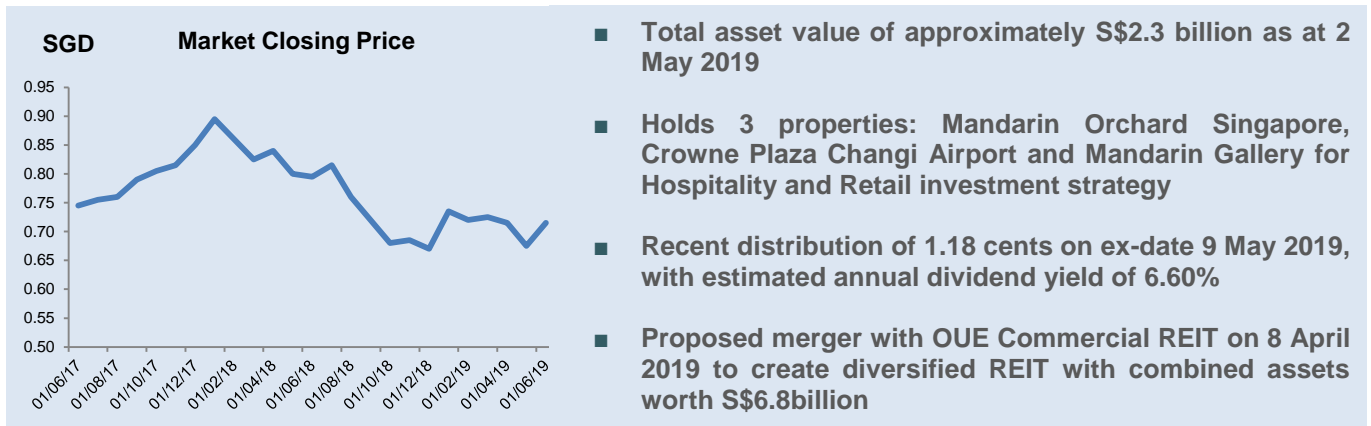 SGD Market Closing Price
0.95
0.90
0.85
0.80
0.75
0.70
0.65
0.60
0.55
0.50
01/06/17
01/08/17
01/10/17
01/12/17
01/02/18
01/04/18
01/06/18
01/08/18
01/10/18
01/12/18
01/02/19
01/04/19
01/06/19
■ Total asset value of approximately S$2.3 billion as at 2
May 2019
■ Holds 3 properties: Mandarin Orchard Singapore,
Crowne Plaza Changi Airport and Mandarin Gallery for
Hospitality and Retail investment strategy
■ Recent distribution of 1.18 cents on ex-date 9 May 2019,
with estimated annual dividend yield of 6.60%
■ Proposed merger with OUE Commercial REIT on 8 April
2019 to create diversified REIT with combined assets
worth S$6.8billion